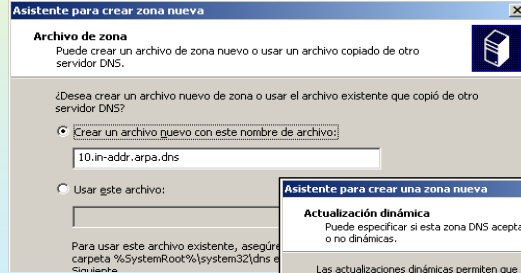 Asistente para crear zona nueva
Archivo de zona
Puede crear un archivo de zona nuevo o usar un archivo copiado de otro
servidor DNS.
¿Desea crear un archivo nuevo de zona o usar el archivo existente que copió de otro
servidor DNS?
Crear un archivo nuevo con este nombre de archivo:
10.in-addr.arpa.dns
Usar este archivo:
Para usar este archivo existente, asegúre
carpeta %SystemRoot%\system32\dns e
Siguiente
Asistente para crear una zona nueva
Actualización dinámica
Puede especificar si esta zona DNS acepta
o no dinámicas.
Las actualizaciones dinámicas permiten que